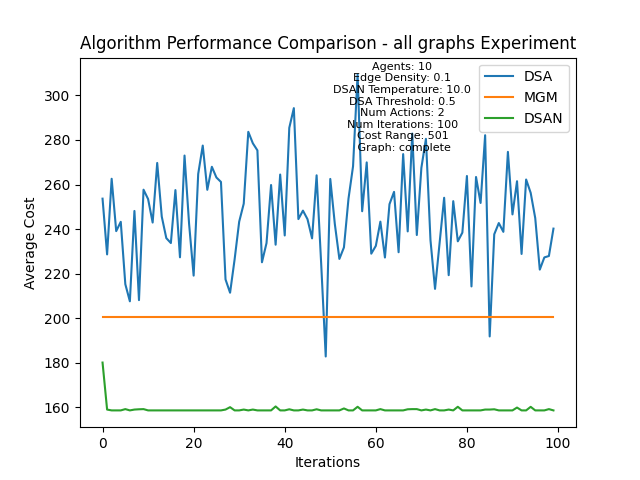 Algorithm Performance Comparison - all graphs Experiment
Agents: 10
Edge Density: 0.1
DSAN Temperature: 10.0
DSA Threshold: 0.5
Num Actions: 2
Num Iterations: 100
Cost Range: 501
Graph: complete
DSA
MGM
DSAN
Average Cost
300
280
260
240
220
200
180
160
0
20
40
60
80
100
Iterations